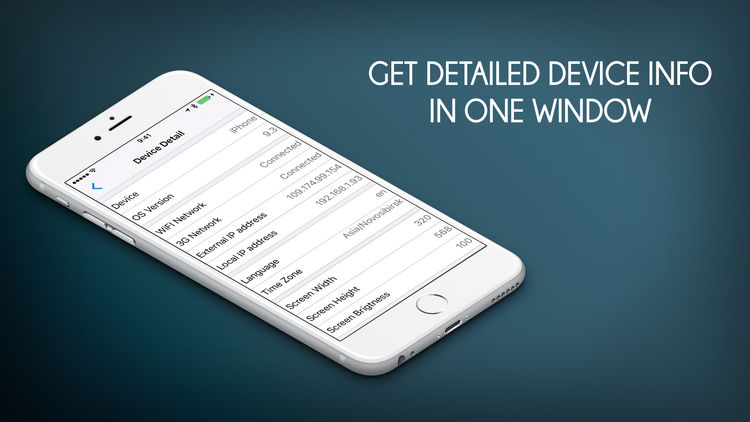 GET DETAILED DEVICE INFO
IN ONE WINDOW
9:41
Device Detail
Device iPhone
OS Version 9.3
WiFi Network Connected
3G Network Connected
External IP address 109.174.99.154
Local IP address 192.168.1.93
Language en
Time Zone Asia/Novosibirsk
Screen Width 320
Screen Height 568
Screen Brigtness 100